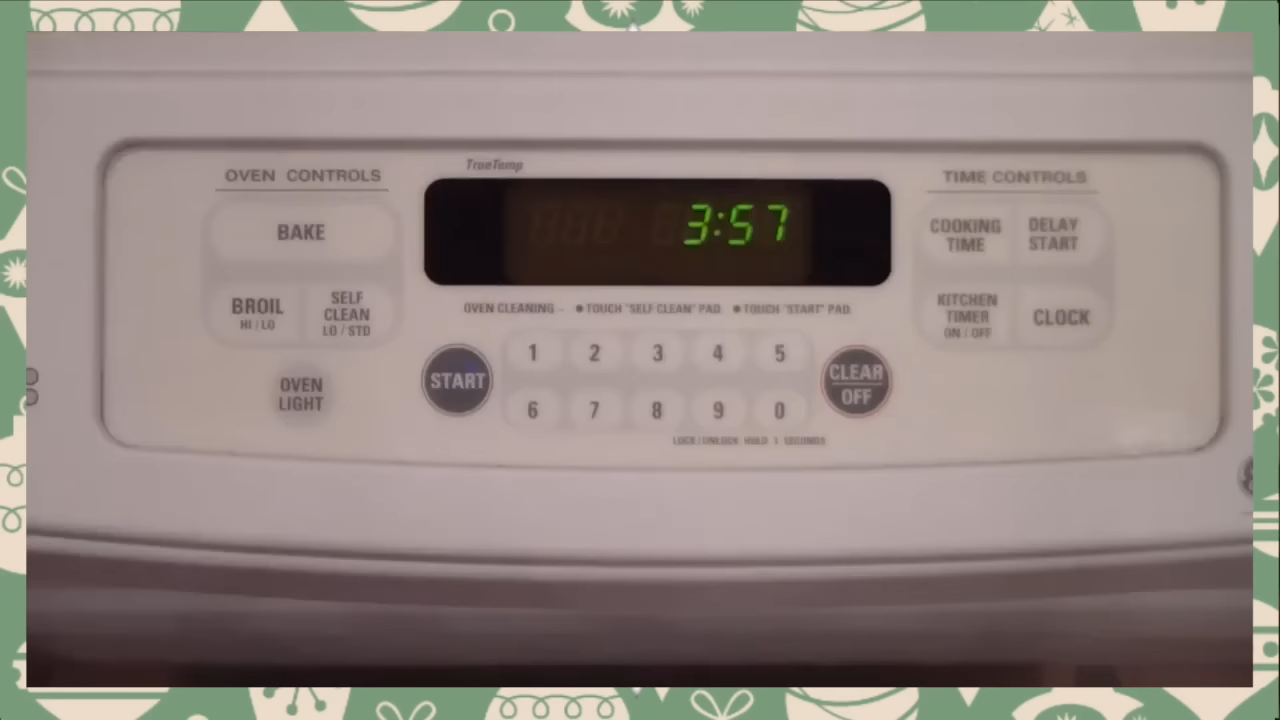 TrueTemp
OVEN CONTROLS
BAKE
BROIL
HI / LO
SELF
CLEAN
LO / STD
OVEN
LIGHT
3:57
OVEN CLEANING - • TOUCH "SELF CLEAN" PAD • TOUCH "START" PAD
START
1 2 3 4 5
6 7 8 9 0
CLEAR
OFF
LOCK / UNLOCK HOLD 3 SECONDS
TIME CONTROLS
COOKING
TIME
DELAY
START
KITCHEN
TIMER
ON / OFF
CLOCK